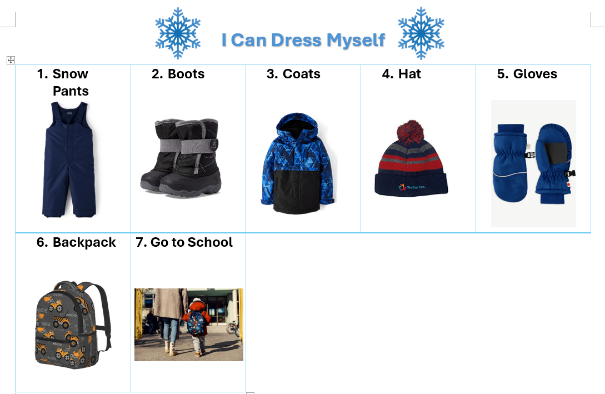 I Can Dress Myself
1. Snow
Pants
2. Boots
3. Coats
4. Hat
5. Gloves
6. Backpack
7. Go to School